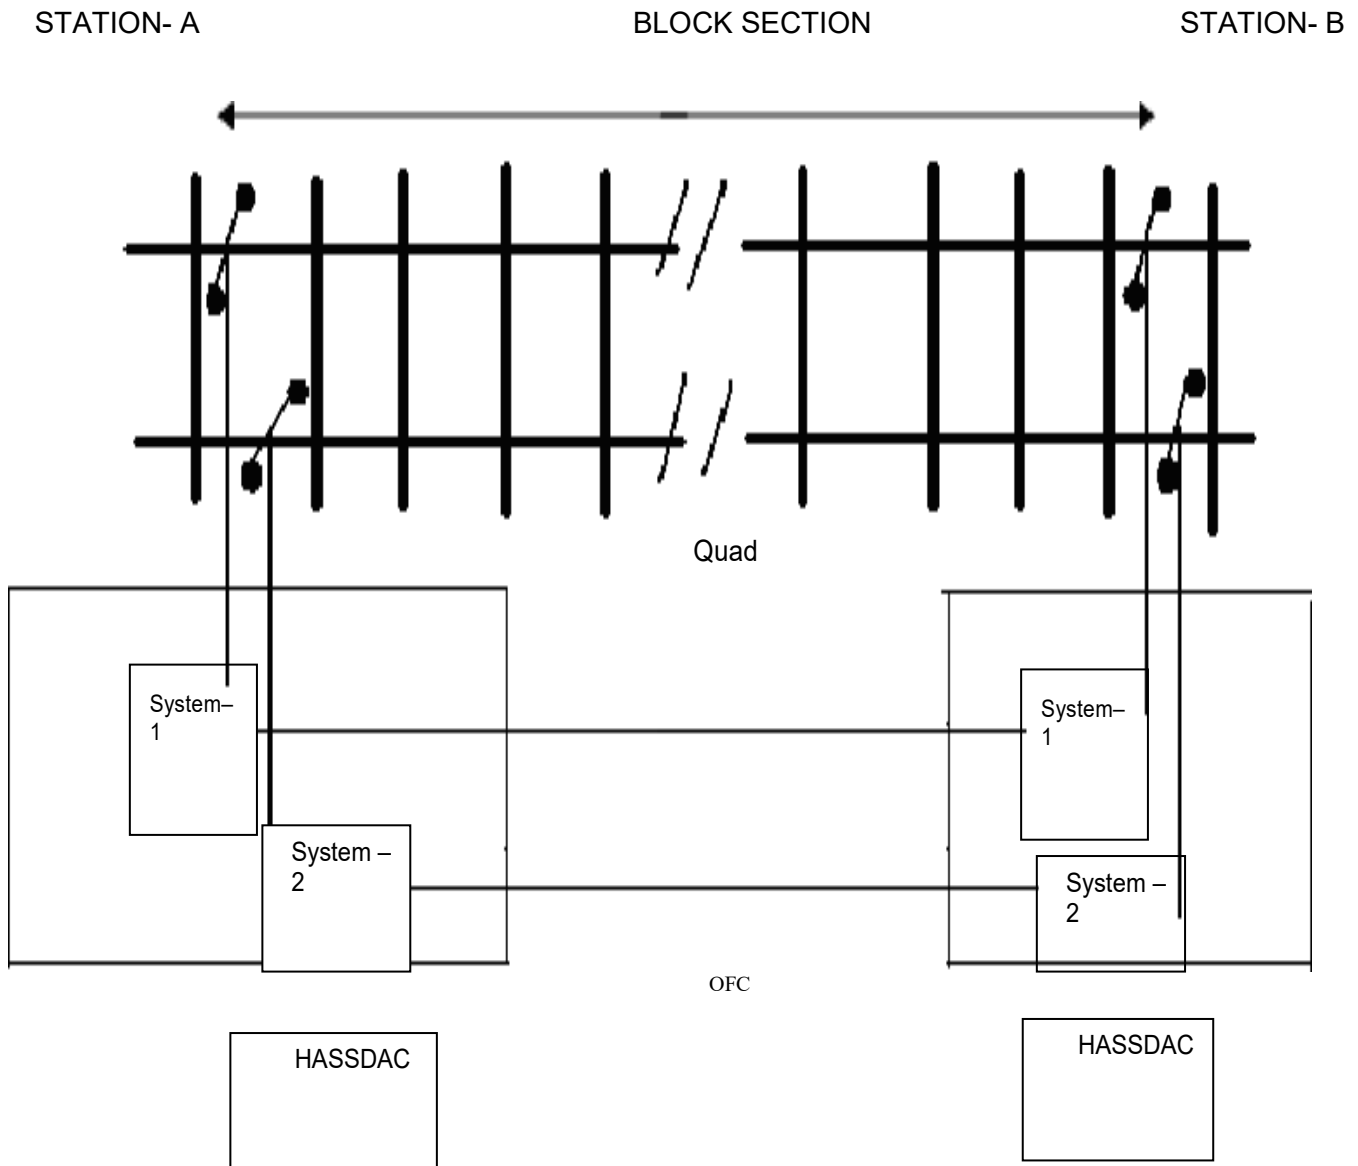 STATION- A
BLOCK SECTION
STATION- B
Quad
System–
1
System–
1
System –
2
System –
2
OFC
HASSDAC
HASSDAC